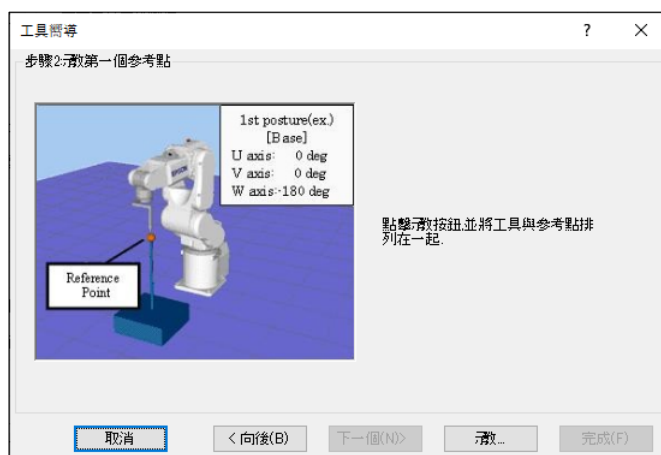 工具嚮導
步驟2:示教第一個參考點
1st posture(ex.)
[Base]
U axis: 0 deg
V axis: 0 deg
W axis:-180 deg
EPSON
Reference
Point
點擊示教按鈕,並將工具與參考點排
列在一起.
取消
< 向後(B)
下一個(N)>
示教...
完成(F)